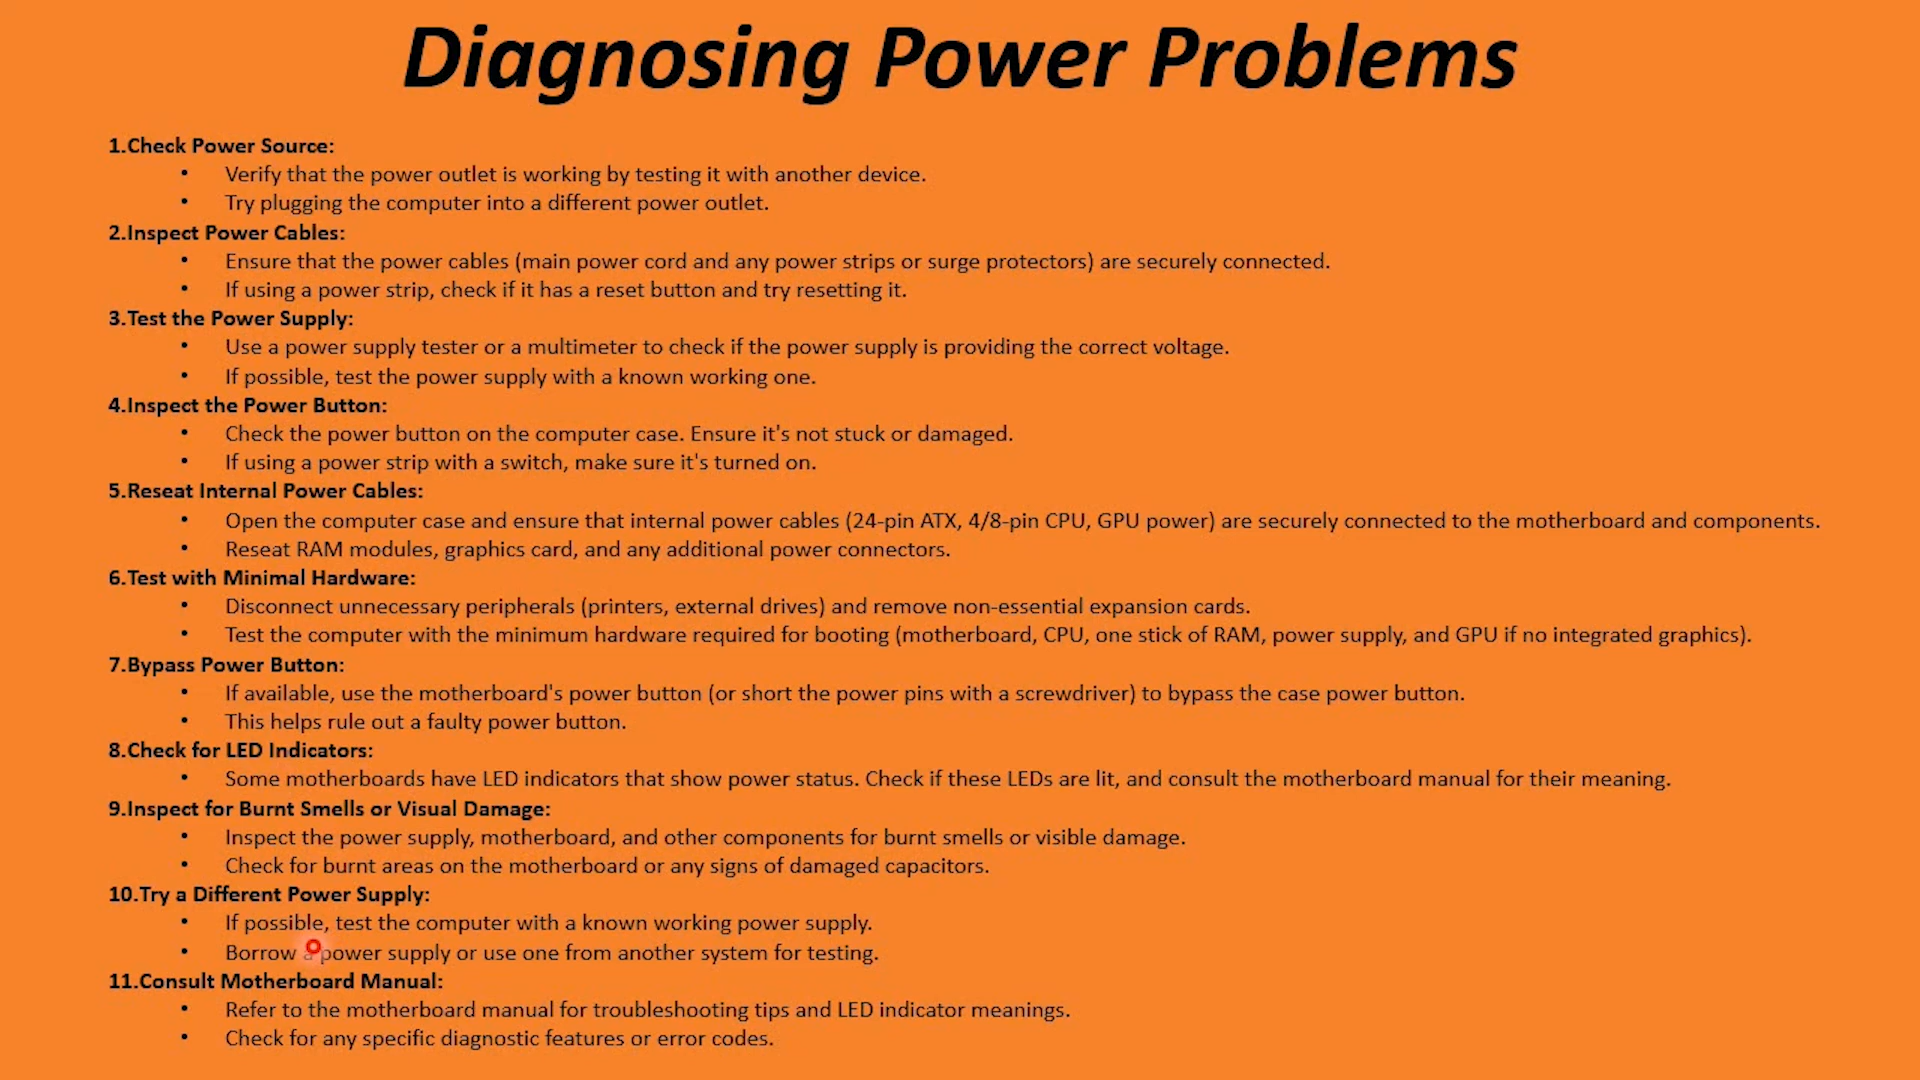 Diagnosing Power Problems
1.Check Power Source:
• Verify that the power outlet is working by testing it with another device.
• Try plugging the computer into a different power outlet.
2.Inspect Power Cables:
• Ensure that the power cables (main power cord and any power strips or surge protectors) are securely connected.
• If using a power strip, check if it has a reset button and try resetting it.
3.Test the Power Supply:
• Use a power supply tester or a multimeter to check if the power supply is providing the correct voltage.
• If possible, test the power supply with a known working one.
4.Inspect the Power Button:
• Check the power button on the computer case. Ensure it's not stuck or damaged.
• If using a power strip with a switch, make sure it's turned on.
5.Reseat Internal Power Cables:
• Open the computer case and ensure that internal power cables (24-pin ATX, 4/8-pin CPU, GPU power) are securely connected to the motherboard and components.
• Reseat RAM modules, graphics card, and any additional power connectors.
6.Test with Minimal Hardware:
• Disconnect unnecessary peripherals (printers, external drives) and remove non-essential expansion cards.
• Test the computer with the minimum hardware required for booting (motherboard, CPU, one stick of RAM, power supply, and GPU if no integrated graphics).
7.Bypass Power Button:
• If available, use the motherboard's power button (or short the power pins with a screwdriver) to bypass the case power button.
• This helps rule out a faulty power button.
8.Check for LED Indicators:
• Some motherboards have LED indicators that show power status. Check if these LEDs are lit, and consult the motherboard manual for their meaning.
9.Inspect for Burnt Smells or Visual Damage:
• Inspect the power supply, motherboard, and other components for burnt smells or visible damage.
• Check for burnt areas on the motherboard or any signs of damaged capacitors.
10.Try a Different Power Supply:
• If possible, test the computer with a known working power supply.
• Borrow a power supply or use one from another system for testing.
11.Consult Motherboard Manual:
• Refer to the motherboard manual for troubleshooting tips and LED indicator meanings.
• Check for any specific diagnostic features or error codes.